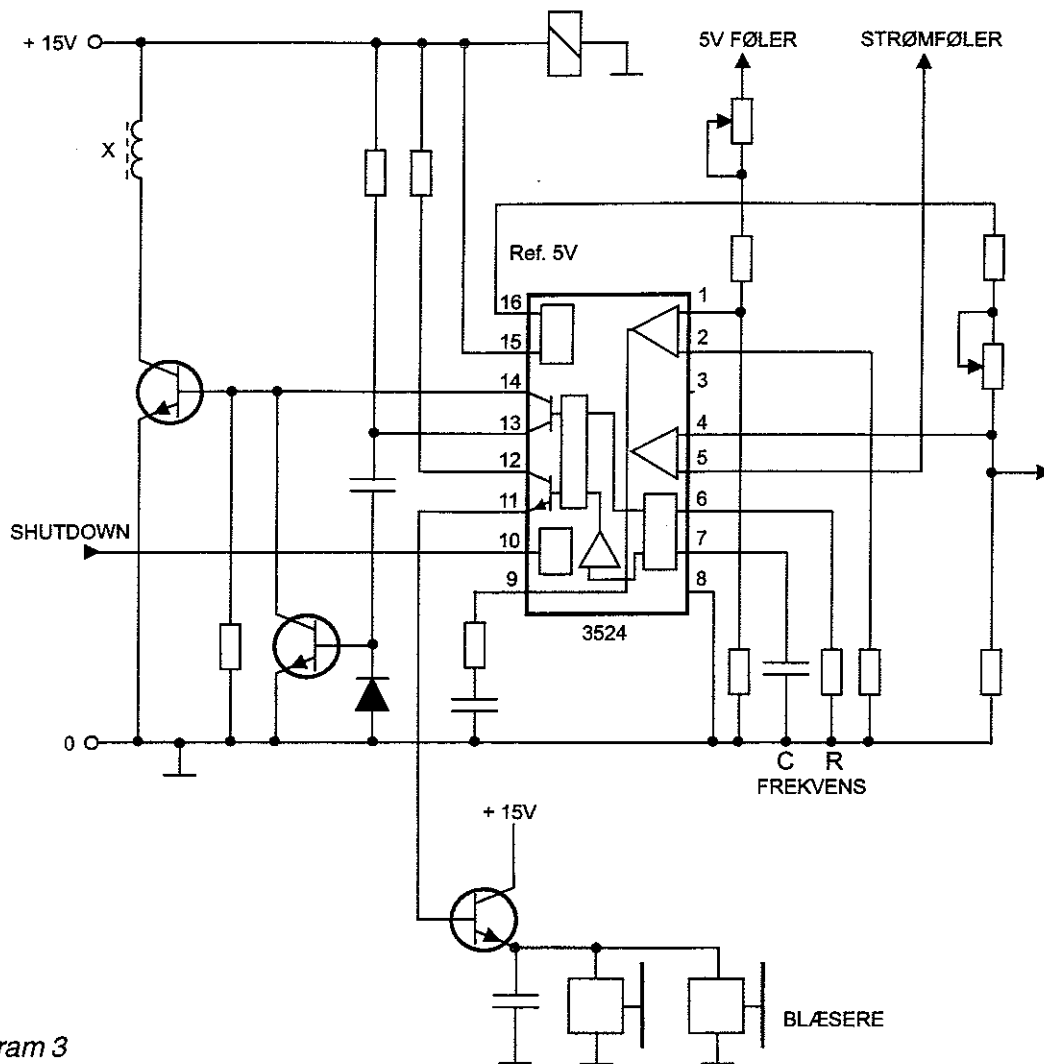 + 15V
5V FØLER
STRØMFØLER
X
Ref. 5V
16
15
14
13
12
11
10
9
1
2
3
4
5
6
7
8
3524
SHUTDOWN
0
C R
FREKVENS
+ 15V
BLÆSERE
ram 3